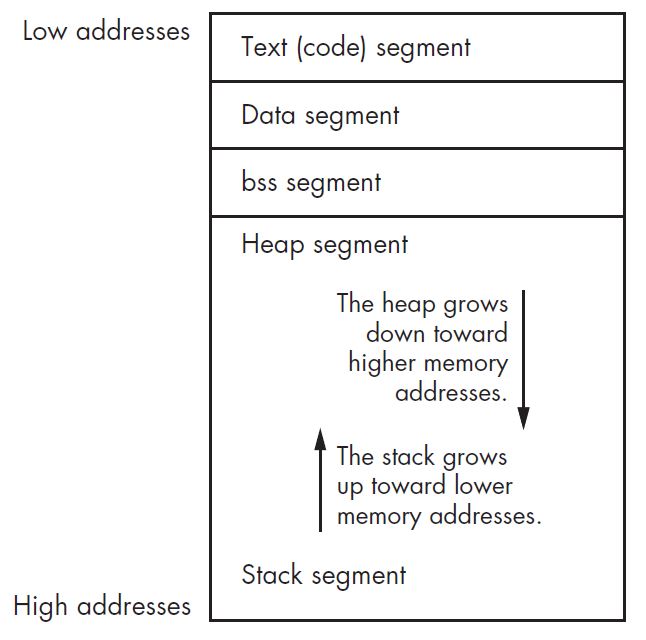 Low addresses
Text (code) segment
Data segment
bss segment
Heap segment
The heap grows
down toward
higher memory
addresses.
The stack grows
up toward lower
memory addresses.
Stack segment
High addresses